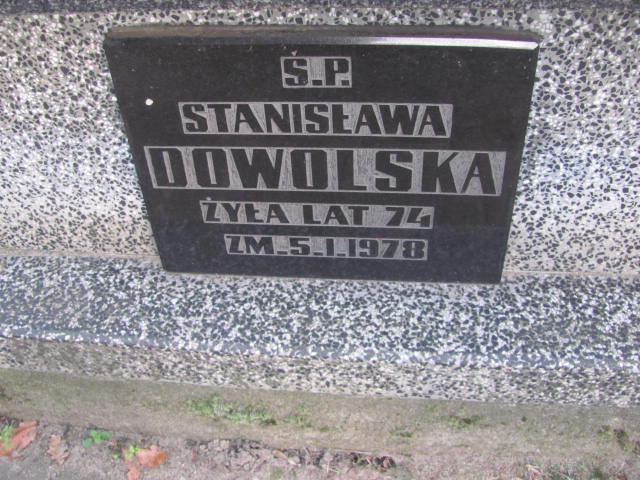 Ś.P.
STANISŁAWA
DOWOLSKA
ŻYŁA LAT 74
ZM. 5.I.1978